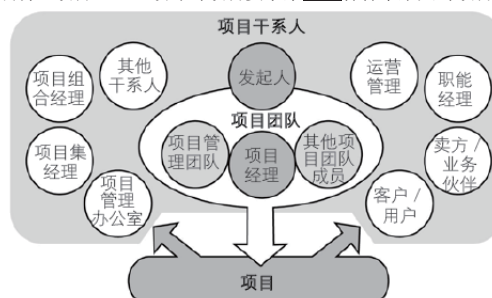 项目干系人
其他
干系人
发起人
运营
管理
项目组
合经理
职能
经理
项目团队
项目管
理团队
项目
经理
其他项
目团队
成员
项目集
经理
卖方/
业务
伙伴
项目
管理
办公室
客户/
用户
项目